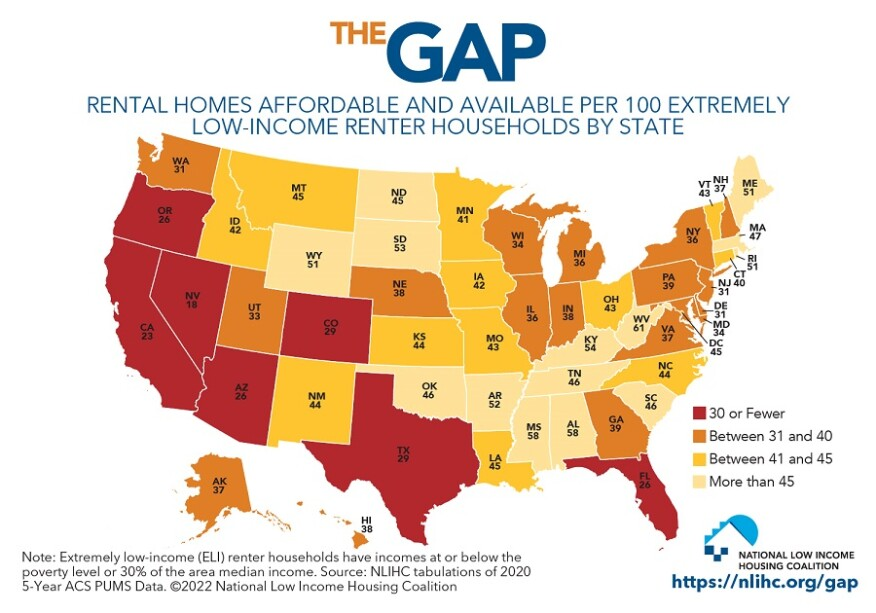 THE GAP
RENTAL HOMES AFFORDABLE AND AVAILABLE PER 100 EXTREMELY
LOW-INCOME RENTER HOUSEHOLDS BY STATE
WA
31
OR
26
CA
23
NV
18
ID
42
MT
45
WY
51
UT
33
AZ
26
CO
29
NM
44
ND
45
SD
53
NE
38
KS
44
OK
46
TX
29
MN
41
IA
42
MO
43
AR
52
LA
45
WI
34
IL
36
MI
36
IN
38
OH
43
KY
54
TN
46
MS
58
AL
58
GA
39
FL
26
SC
46
NC
44
VA
37
WV
61
PA
39
NY
36
VT
43
NH
37
ME
51
MA
47
RI
51
CT 40
NJ
31
DE
31
MD
34
DC
45
AK
37
HI
38
30 or Fewer
Between 31 and 40
Between 41 and 45
More than 45
Note: Extremely low-income (ELI) renter households have incomes at or below the
poverty level or 30% of the area median income. Source: NLIHC tabulations of 2020
5-Year ACS PUMS Data. ©2022 National Low Income Housing Coalition
NATIONAL LOW INCOME
HOUSING COALITION
https://nlihc.org/gap